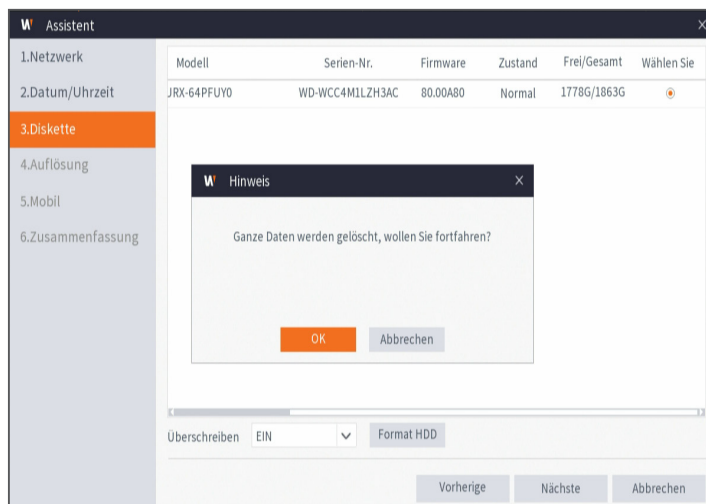 Assistent
1.Netzwerk
2.Datum/Uhrzeit
3.Diskette
4.Auflösung
5.Mobil
6.Zusammenfassung
Modell Serien-Nr. Firmware Zustand Frei/Gesamt Wählen Sie
JRX-64PFUY0 WD-WCC4M1LZH3AC 80.00A80 Normal 1778G/1863G
Hinweis
Ganze Daten werden gelöscht, wollen Sie fortfahren?
OK Abbrechen
Überschreiben EIN Format HDD
Vorherige Nächste Abbrechen